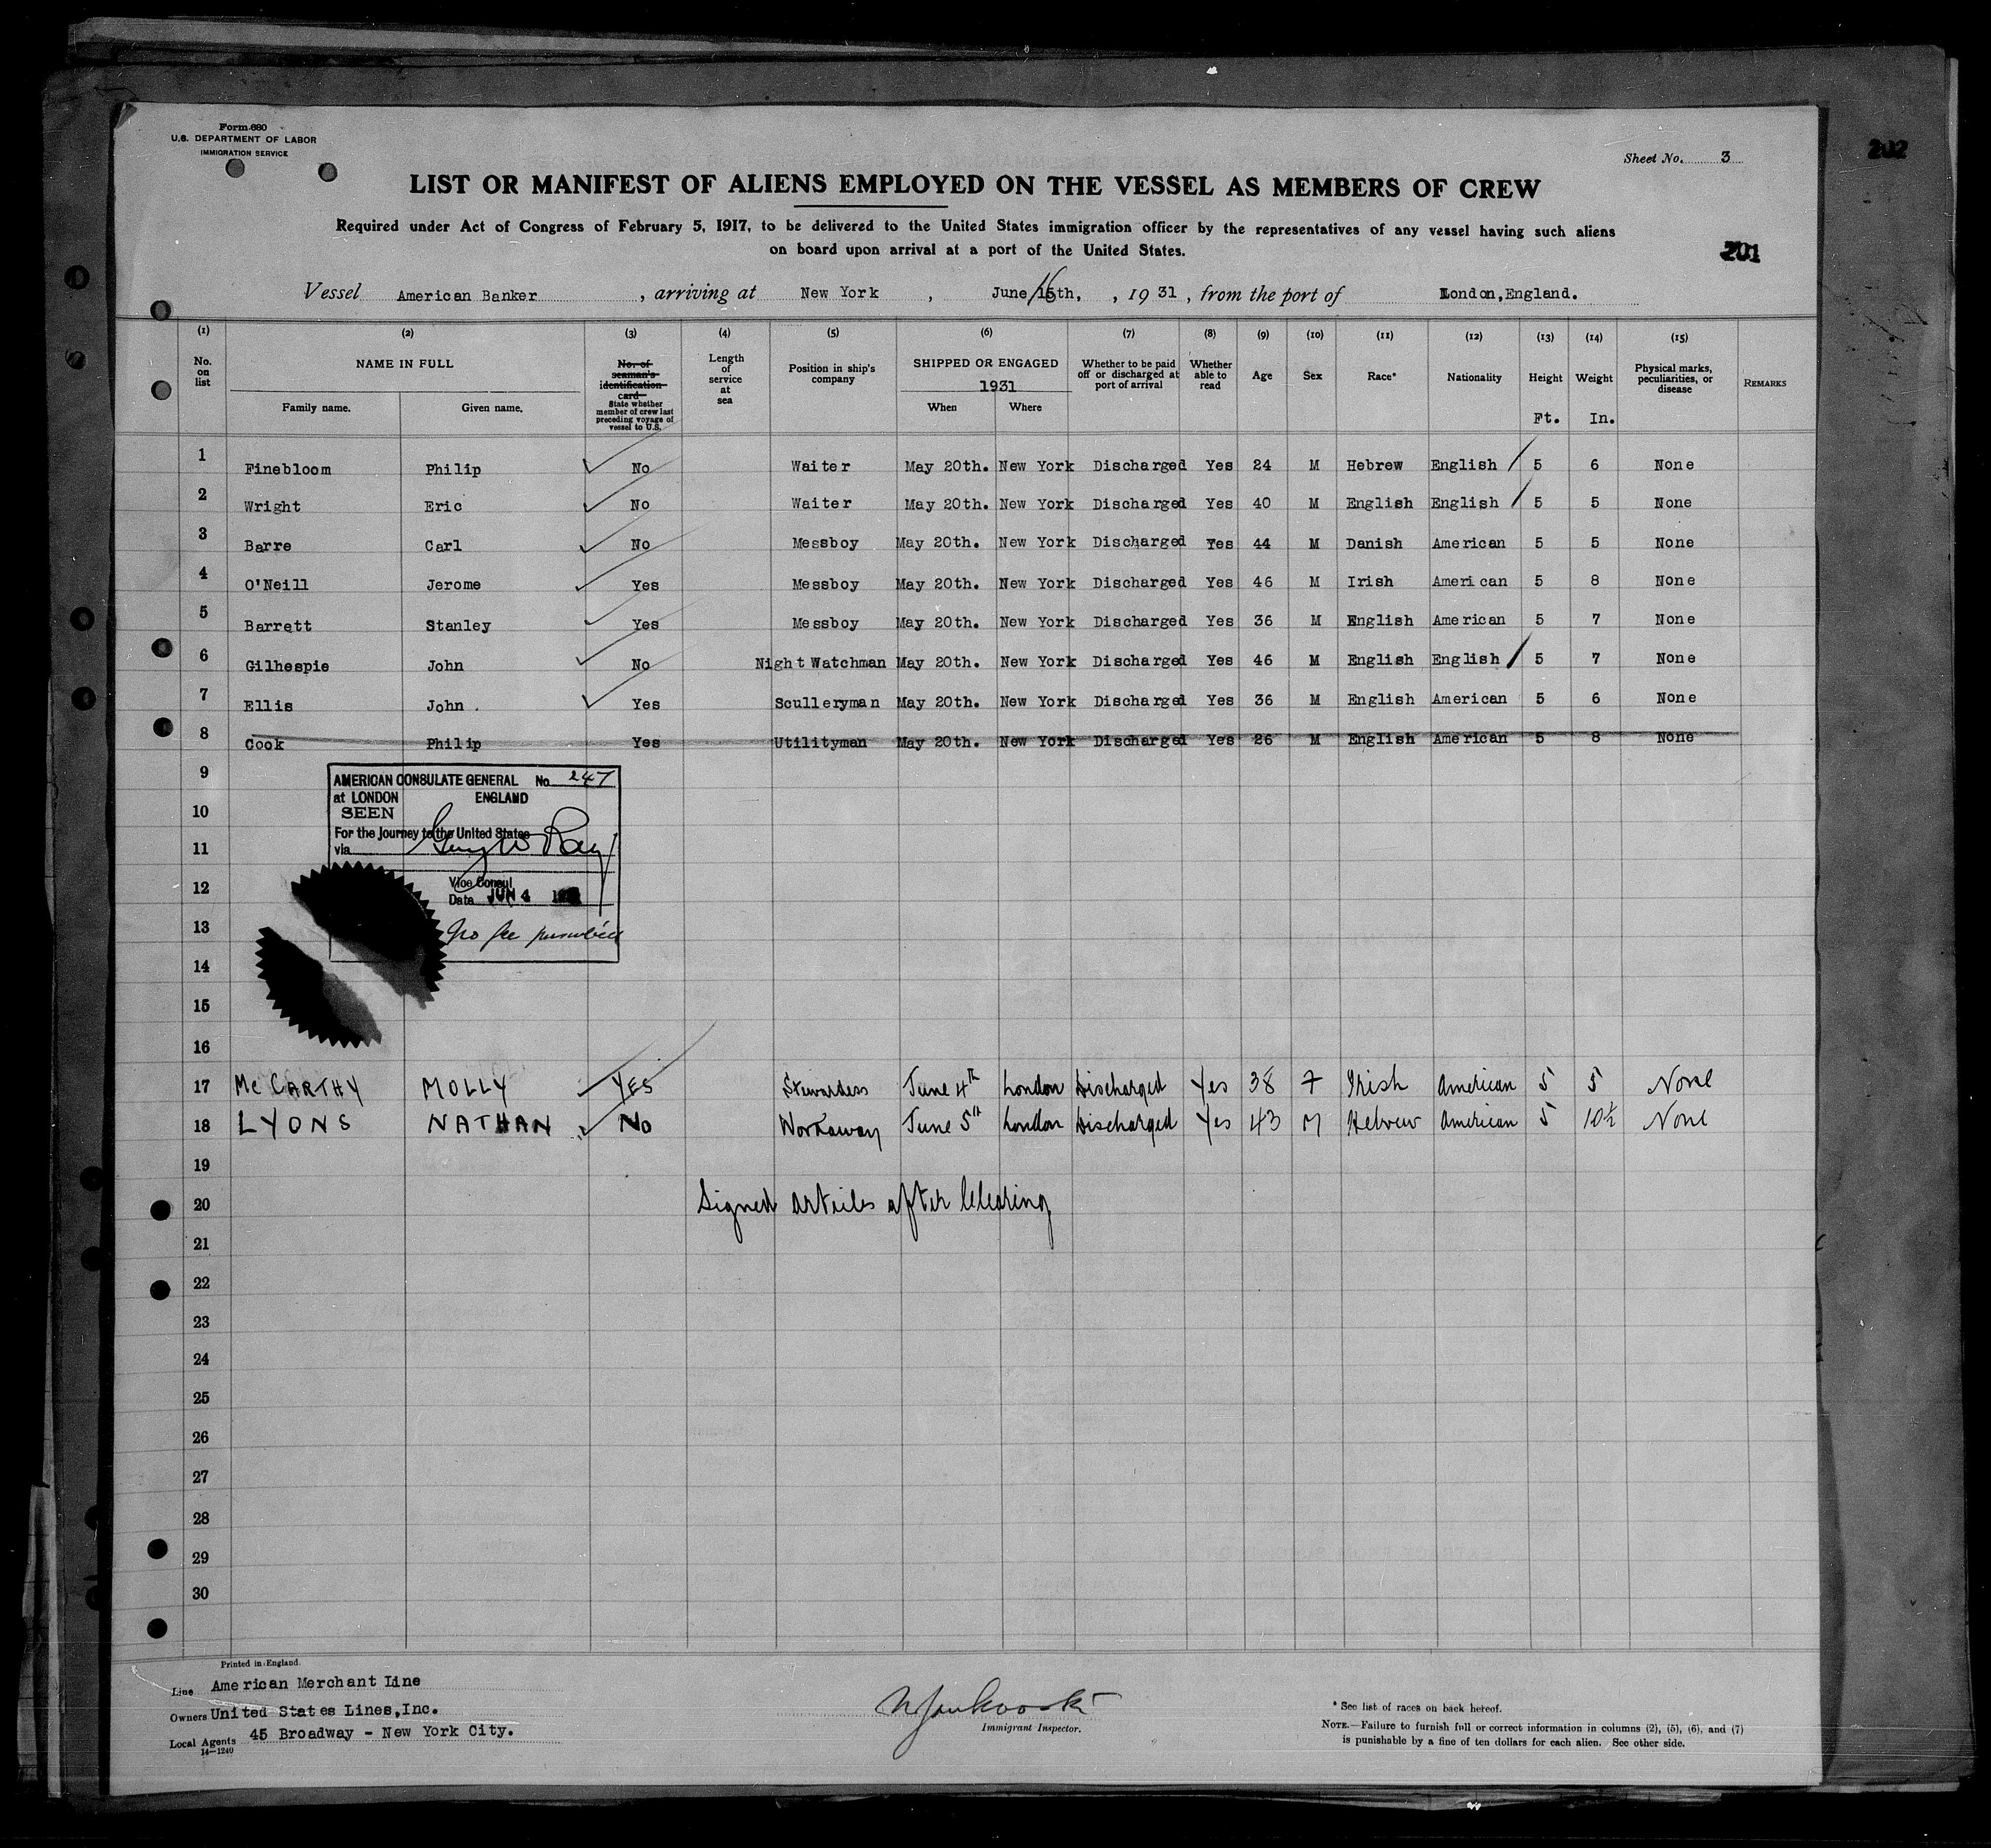 Form 680
U.S. DEPARTMENT OF LABOR
IMMIGRATION SERVICE
Sheet No. 3
202
LIST OR MANIFEST OF ALIENS EMPLOYED ON THE VESSEL AS MEMBERS OF CREW
Required under Act of Congress of February 5, 1917, to be delivered to the United States immigration officer by the representatives of any vessel having such aliens
on board upon arrival at a port of the United States.
201
Vessel American Banker, arriving at New York, June 15th, 1931, from the port of London,England.
(1) (2) (3) (4) (5) (6) (7) (8) (9) (10) (11) (12) (13) (14) (15)
No. on list NAME IN FULL Family name. Given name. No. of seaman's identification card State whether member of crew last preceding voyage of vessel to U.S. Length of service at sea Position in ship's company SHIPPED OR ENGAGED 1931 When Where Whether to be paid off or discharged at port of arrival Whether able to read Age Sex Race* Nationality Height Ft. Weight In. Physical marks, peculiarities, or disease REMARKS
1 Finebloom Philip No Waiter May 20th. New York Discharged Yes 24 M Hebrew English 5 6 None
2 Wright Eric No Waiter May 20th. New York Discharged Yes 40 M English English 5 5 None
3 Barre Carl No Messboy May 20th. New York Discharged Yes 44 M Danish American 5 5 None
4 O'Neill Jerome Yes Messboy May 20th. New York Discharged Yes 46 M Irish American 5 8 None
5 Barrett Stanley Yes Messboy May 20th. New York Discharged Yes 36 M English American 5 7 None
6 Gilhespie John No Night Watchman May 20th. New York Discharged Yes 46 M English English 5 7 None
7 Ellis John. Yes Sculleryman May 20th. New York Discharged Yes 36 M English American 5 6 None
8 Cook Philip Yes Utilityman May 20th. New York Discharged Yes 26 M English American 5 8 None
9
AMERICAN CONSULATE GENERAL No. 247
at LONDON ENGLAND
10
SEEN
For the Journey to the United States
11
via
12
Vice Consul
Date JUN 4
13
No fee
14
15
16
17 Mc CARTHY MOLLY YES Stewardess June 4th London Discharged Yes 38 F Irish American 5 5 None
18 LYONS NATHAN No Workaway June 5th London Discharged Yes 43 M Hebrew American 5 10½ None
19
20 Signed articles after Clearing
21
22
23
24
25
26
27
28
29
30
Printed in England.
Line American Merchant Line
Owners United States Lines,Inc.
Local Agents 45 Broadway - New York City.
14-1240
Immigrant Inspector.
* See list of races on back hereof.
NOTE.—Failure to furnish full or correct information in columns (2), (5), (6), and (7)
is punishable by a fine of ten dollars for each alien. See other side.